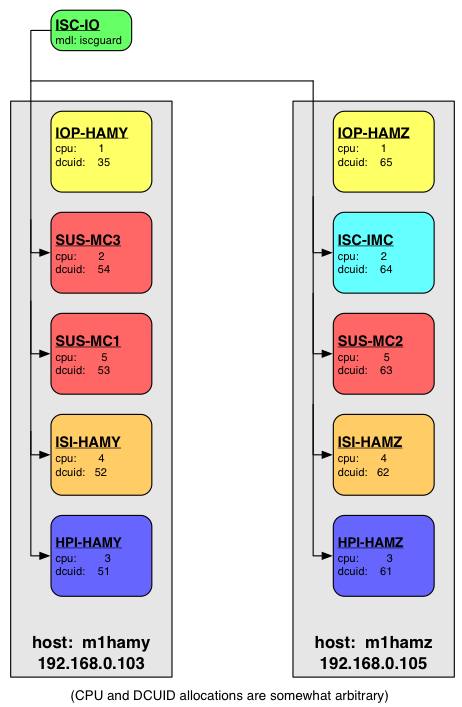 ISC-IO
mdl: iscguard
IOP-HAMY
cpu: 1
dcuid: 35
SUS-MC3
cpu: 2
dcuid: 54
SUS-MC1
cpu: 5
dcuid: 53
ISI-HAMY
cpu: 4
dcuid: 52
HPI-HAMY
cpu: 3
dcuid: 51
host: m1hamy
192.168.0.103
IOP-HAMZ
cpu: 1
dcuid: 65
ISC-IMC
cpu: 2
dcuid: 64
SUS-MC2
cpu: 5
dcuid: 63
ISI-HAMZ
cpu: 4
dcuid: 62
HPI-HAMZ
cpu: 3
dcuid: 61
host: m1hamz
192.168.0.105
(CPU and DCUID allocations are somewhat arbitrary)